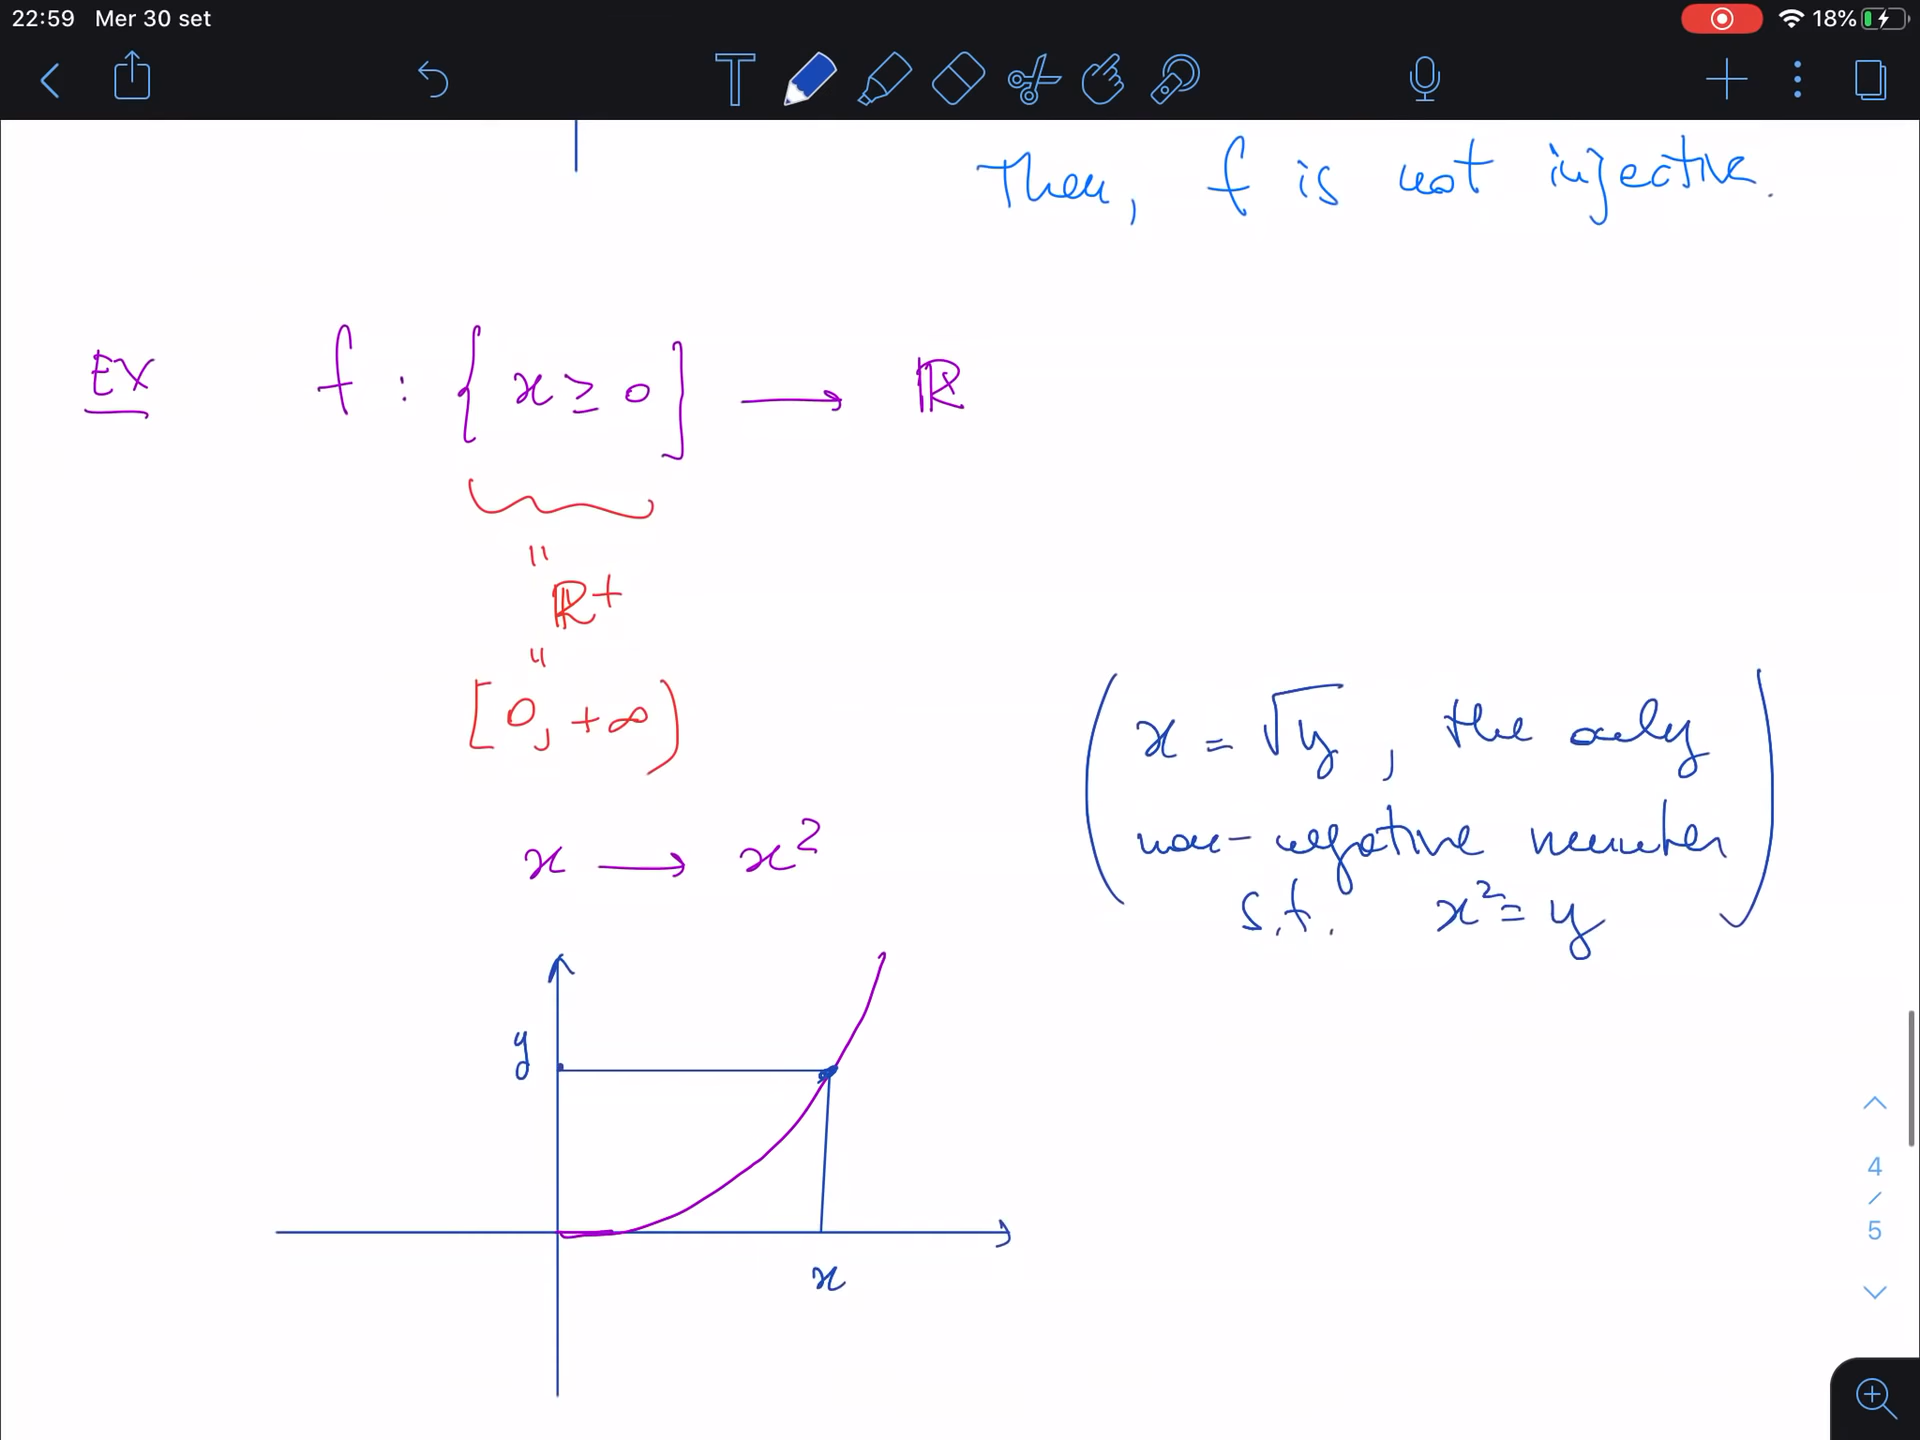 22:59 Mer 30 set 18%
T
Then, f is not injective.
EX f : { x ≥ 0 } → ℝ
"
ℝ+
"
[0, +∞)
( x = √y , the only
non-negative number
s.t. x² = y )
x → x²
y
x
4
/
5